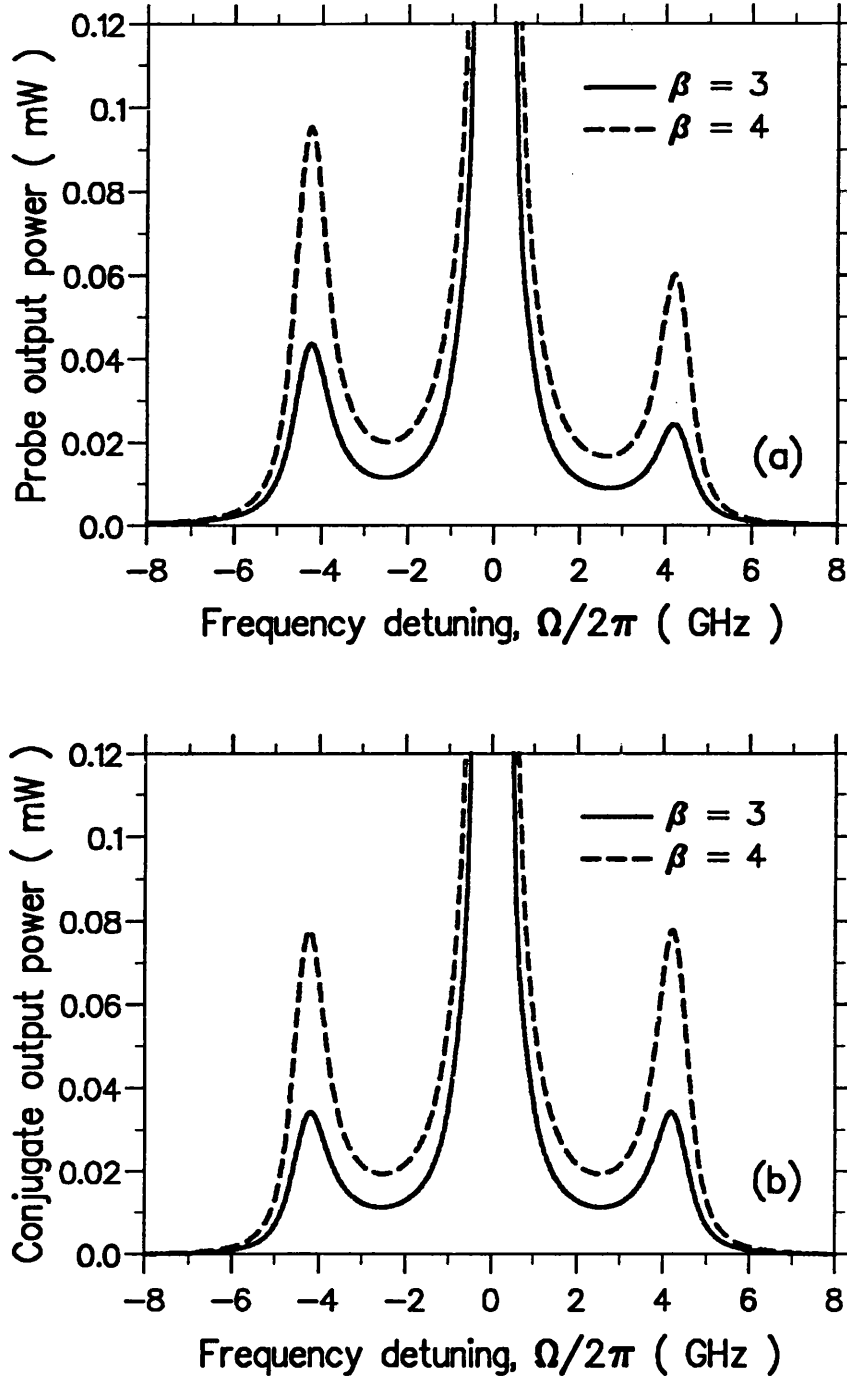 0.12
0.1
0.08
0.06
0.04
0.02
0.0
Probe output power ( mW )
β = 3
β = 4
(a)
−8 −6 −4 −2 0 2 4 6 8
Frequency detuning, Ω/2π ( GHz )
0.12
0.1
0.08
0.06
0.04
0.02
0.0
Conjugate output power ( mW )
β = 3
β = 4
(b)
−8 −6 −4 −2 0 2 4 6 8
Frequency detuning, Ω/2π ( GHz )